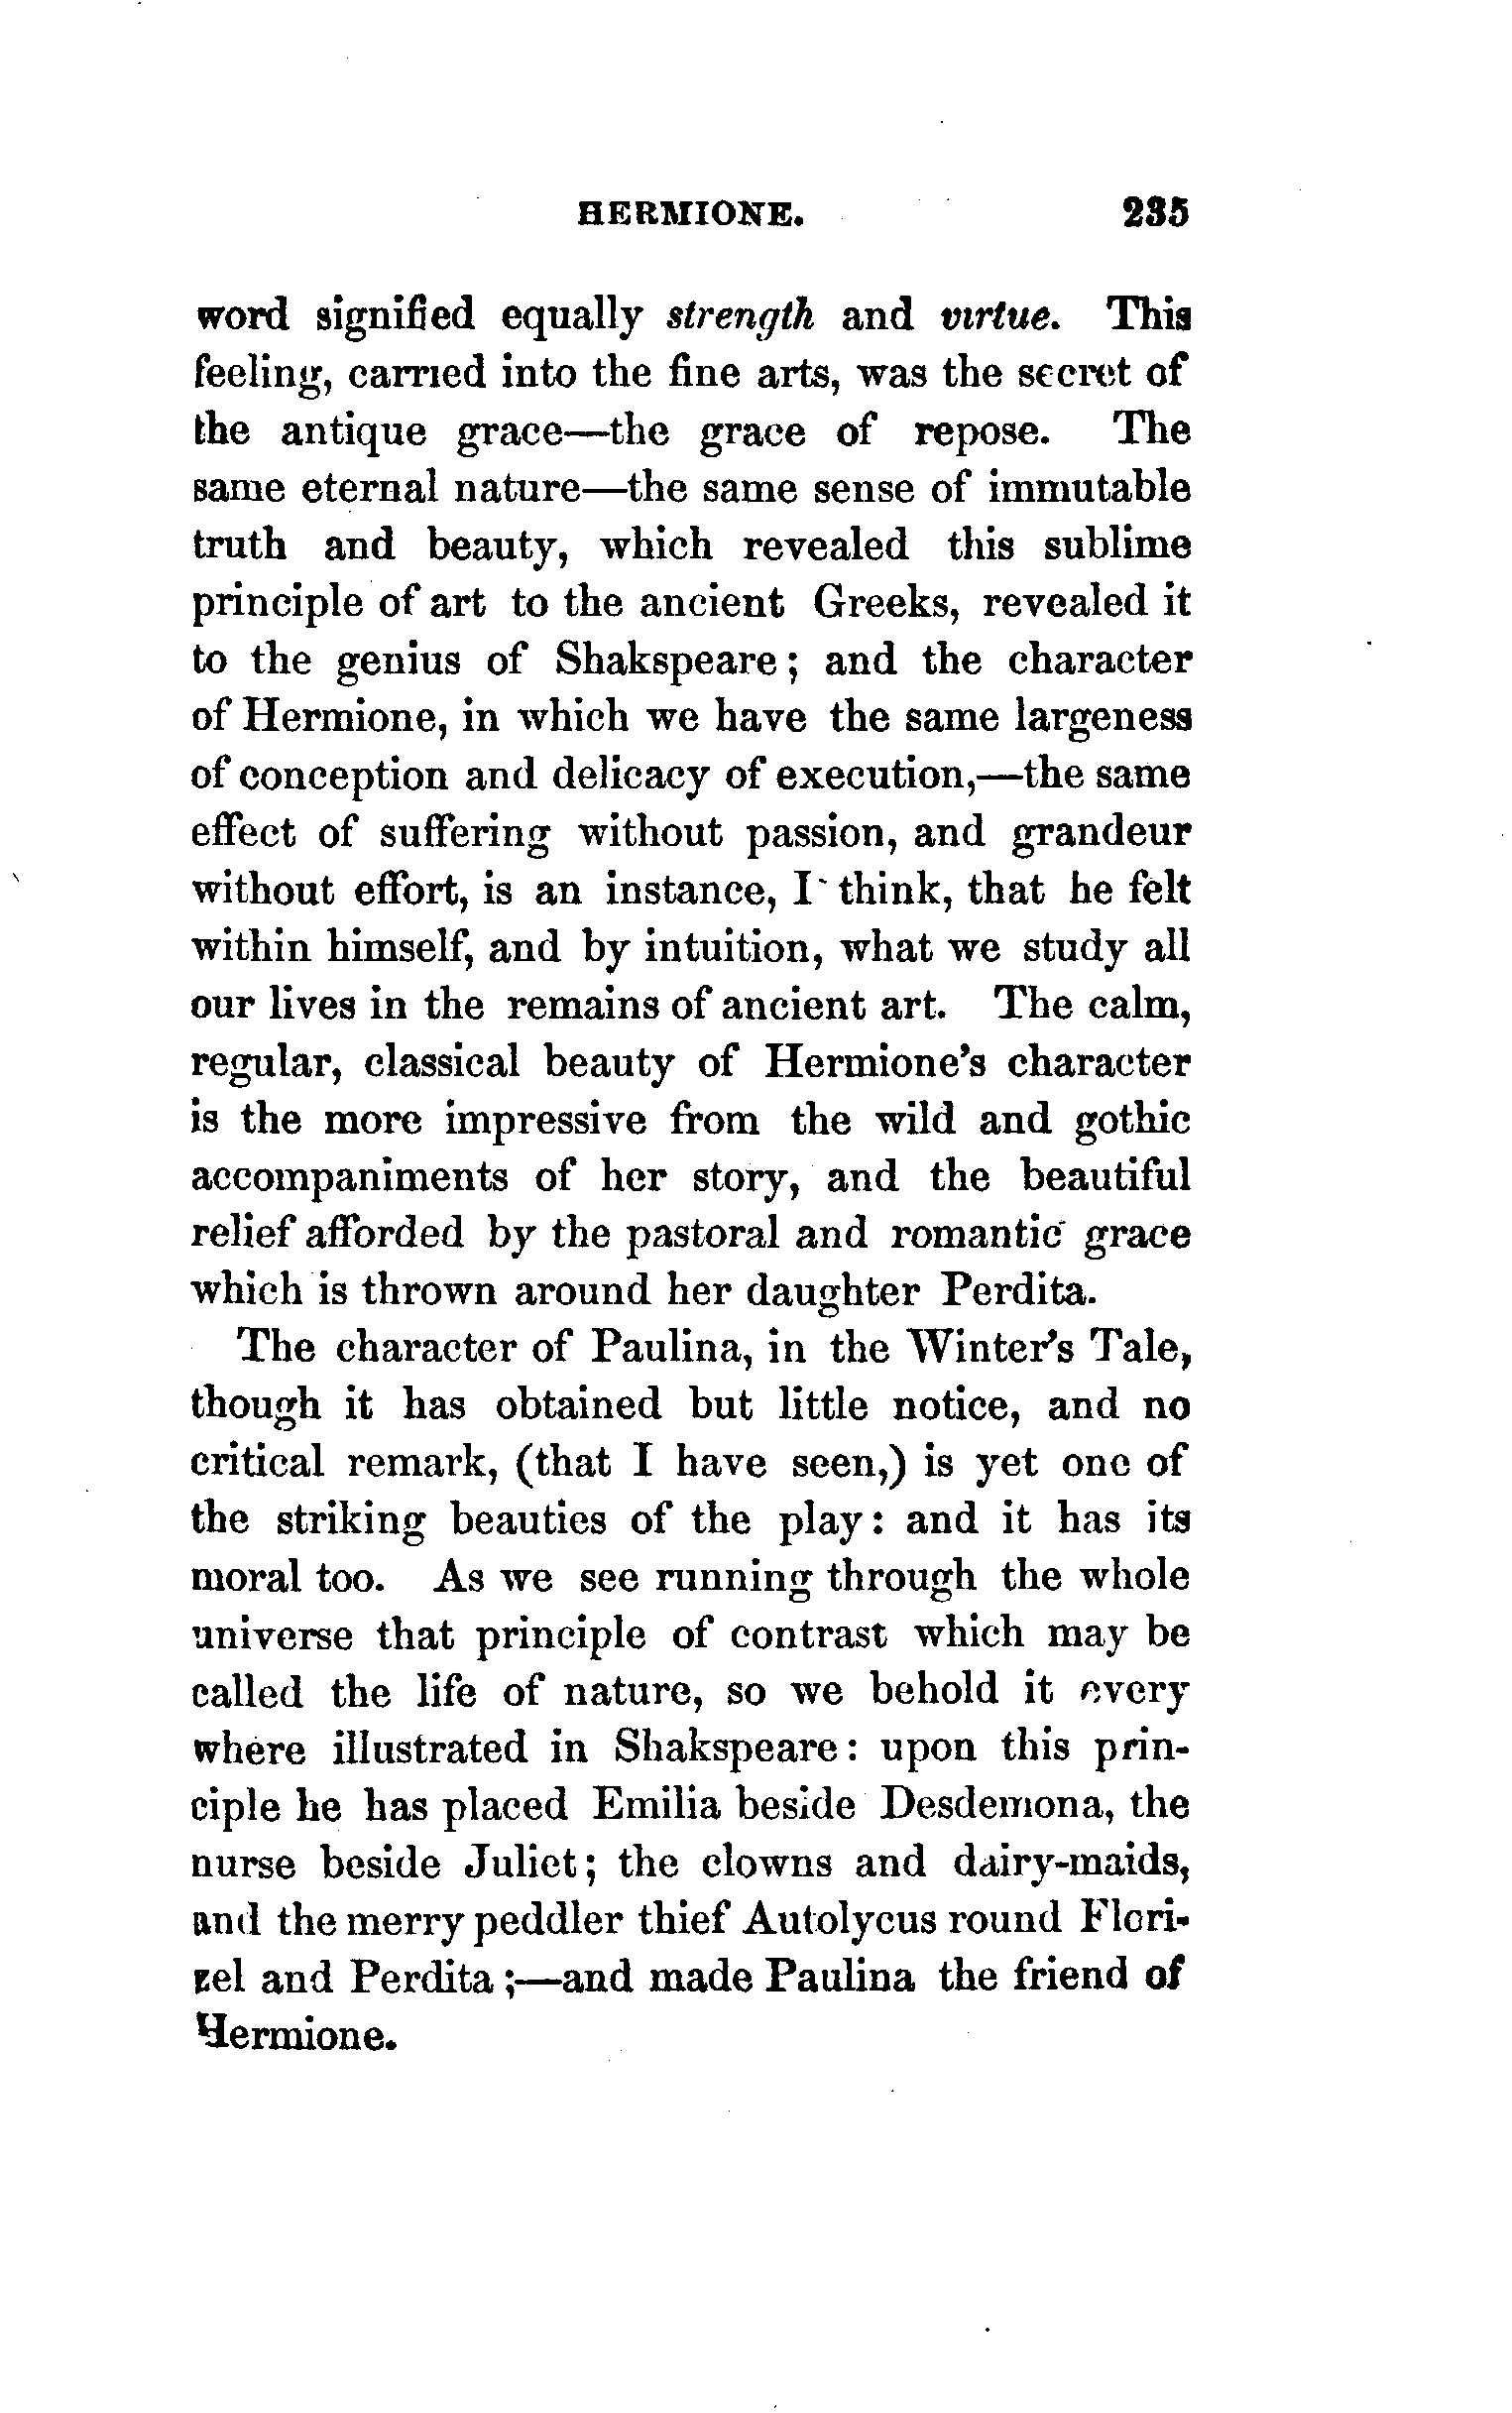 HERMIONE. 235
word signified equally strength and virtue. This
feeling, carried into the fine arts, was the secret of
the antique grace—the grace of repose. The
same eternal nature—the same sense of immutable
truth and beauty, which revealed this sublime
principle of art to the ancient Greeks, revealed it
to the genius of Shakspeare; and the character
of Hermione, in which we have the same largeness
of conception and delicacy of execution,—the same
effect of suffering without passion, and grandeur
without effort, is an instance, I think, that he felt
within himself, and by intuition, what we study all
our lives in the remains of ancient art. The calm,
regular, classical beauty of Hermione's character
is the more impressive from the wild and gothic
accompaniments of her story, and the beautiful
relief afforded by the pastoral and romantic grace
which is thrown around her daughter Perdita.
The character of Paulina, in the Winter's Tale,
though it has obtained but little notice, and no
critical remark, (that I have seen,) is yet one of
the striking beauties of the play: and it has its
moral too. As we see running through the whole
universe that principle of contrast which may be
called the life of nature, so we behold it every
where illustrated in Shakspeare: upon this prin-
ciple he has placed Emilia beside Desdemona, the
nurse beside Juliet; the clowns and dairy-maids,
and the merry peddler thief Autolycus round Flori-
zel and Perdita;—and made Paulina the friend of
Hermione.